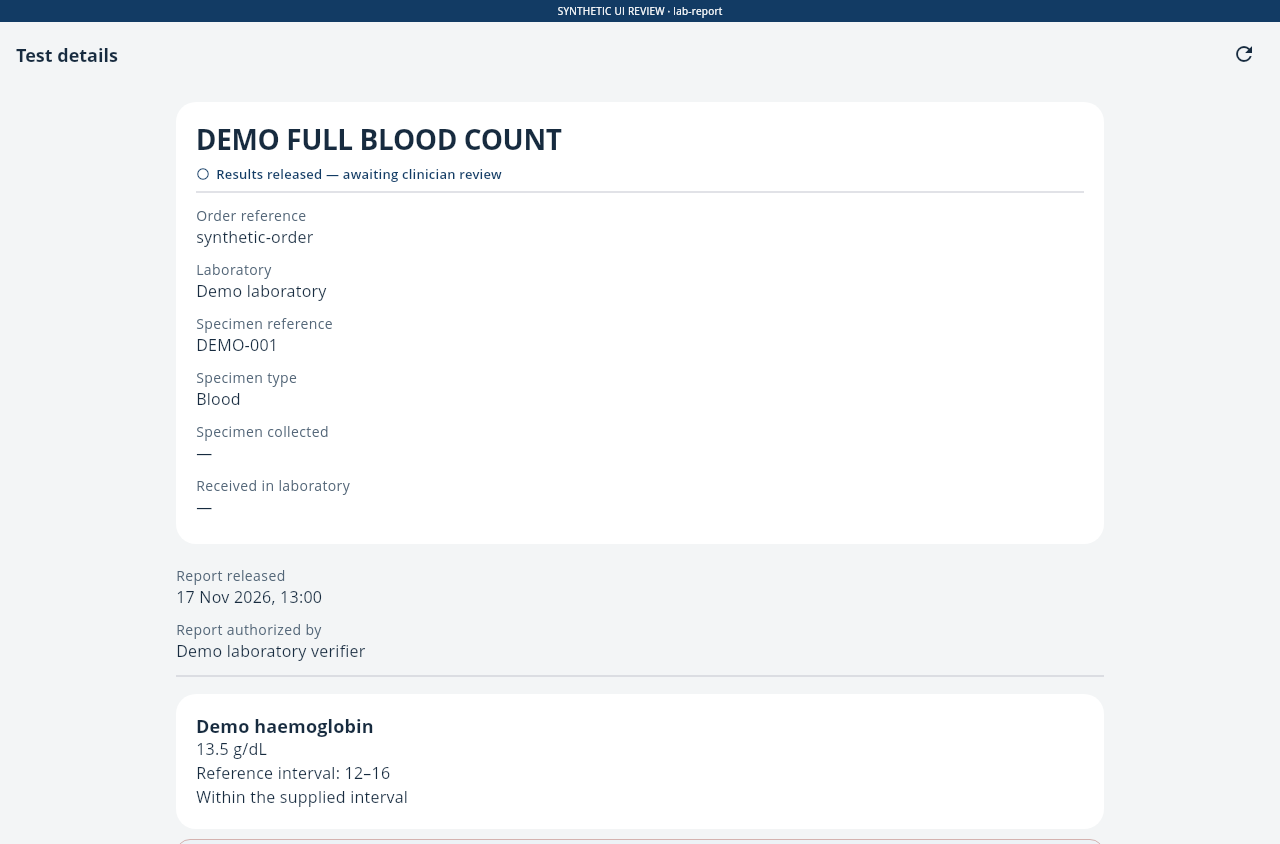 SYNTHETIC UI REVIEW · lab-report
Test details
DEMO FULL BLOOD COUNT
Results released — awaiting clinician review
Order reference
synthetic-order
Laboratory
Demo laboratory
Specimen reference
DEMO-001
Specimen type
Blood
Specimen collected
—
Received in laboratory
—
Report released
17 Nov 2026, 13:00
Report authorized by
Demo laboratory verifier
Demo haemoglobin
13.5 g/dL
Reference interval: 12–16
Within the supplied interval